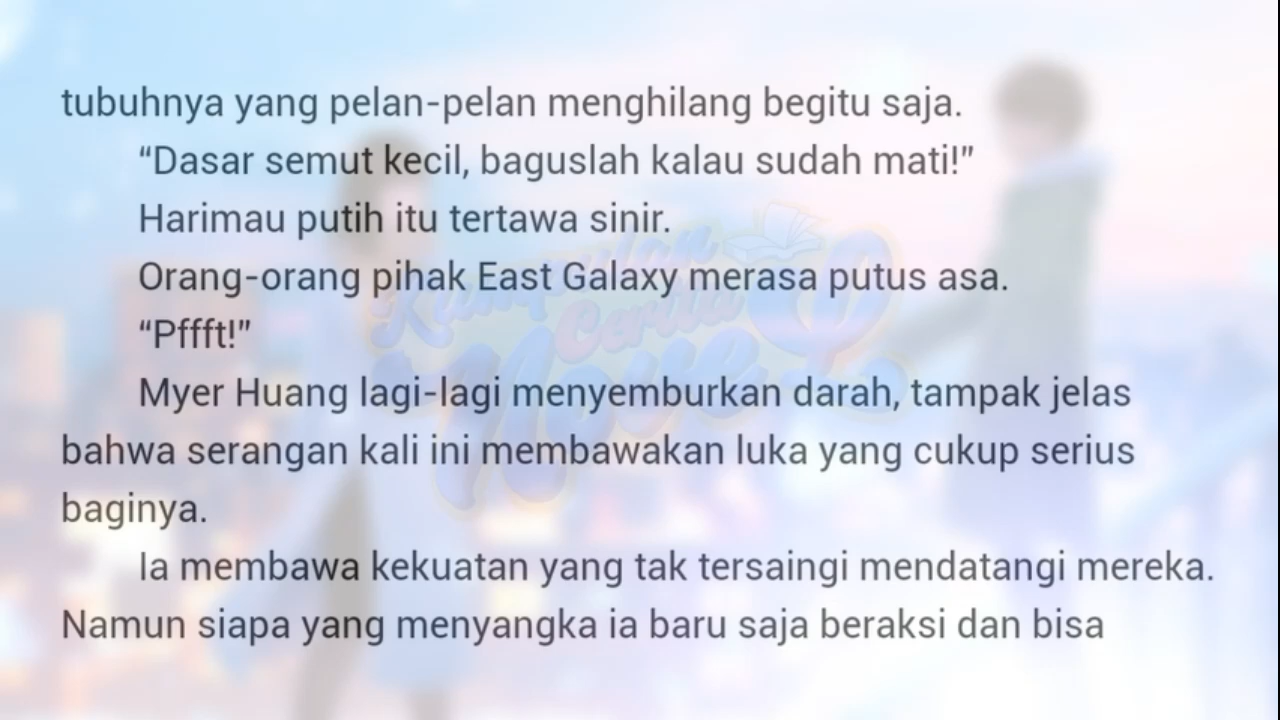 tubuhnya yang pelan-pelan menghilang begitu saja.
“Dasar semut kecil, baguslah kalau sudah mati!”
Harimau putih itu tertawa sinir.
Orang-orang pihak East Galaxy merasa putus asa.
“Pffft!”
Myer Huang lagi-lagi menyemburkan darah, tampak jelas
bahwa serangan kali ini membawakan luka yang cukup serius
baginya.
Ia membawa kekuatan yang tak tersaingi mendatangi mereka.
Namun siapa yang menyangka ia baru saja beraksi dan bisa
Kumpulan
Cerita
Novel